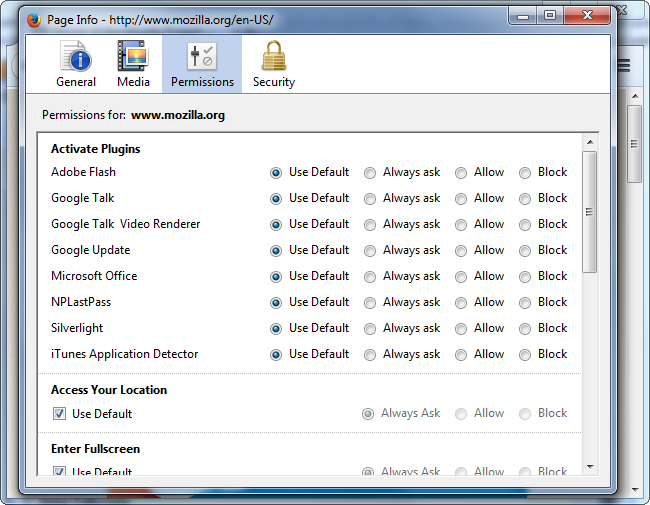 Page Info - http://www.mozilla.org/en-US/
General Media Permissions Security
Permissions for: www.mozilla.org
Activate Plugins
Adobe Flash Use Default Always ask Allow Block
Google Talk Use Default Always ask Allow Block
Google Talk Video Renderer Use Default Always ask Allow Block
Google Update Use Default Always ask Allow Block
Microsoft Office Use Default Always ask Allow Block
NPLastPass Use Default Always ask Allow Block
Silverlight Use Default Always ask Allow Block
iTunes Application Detector Use Default Always ask Allow Block
Access Your Location
Use Default Always Ask Allow Block
Enter Fullscreen
Use Default Always Ask Allow Block